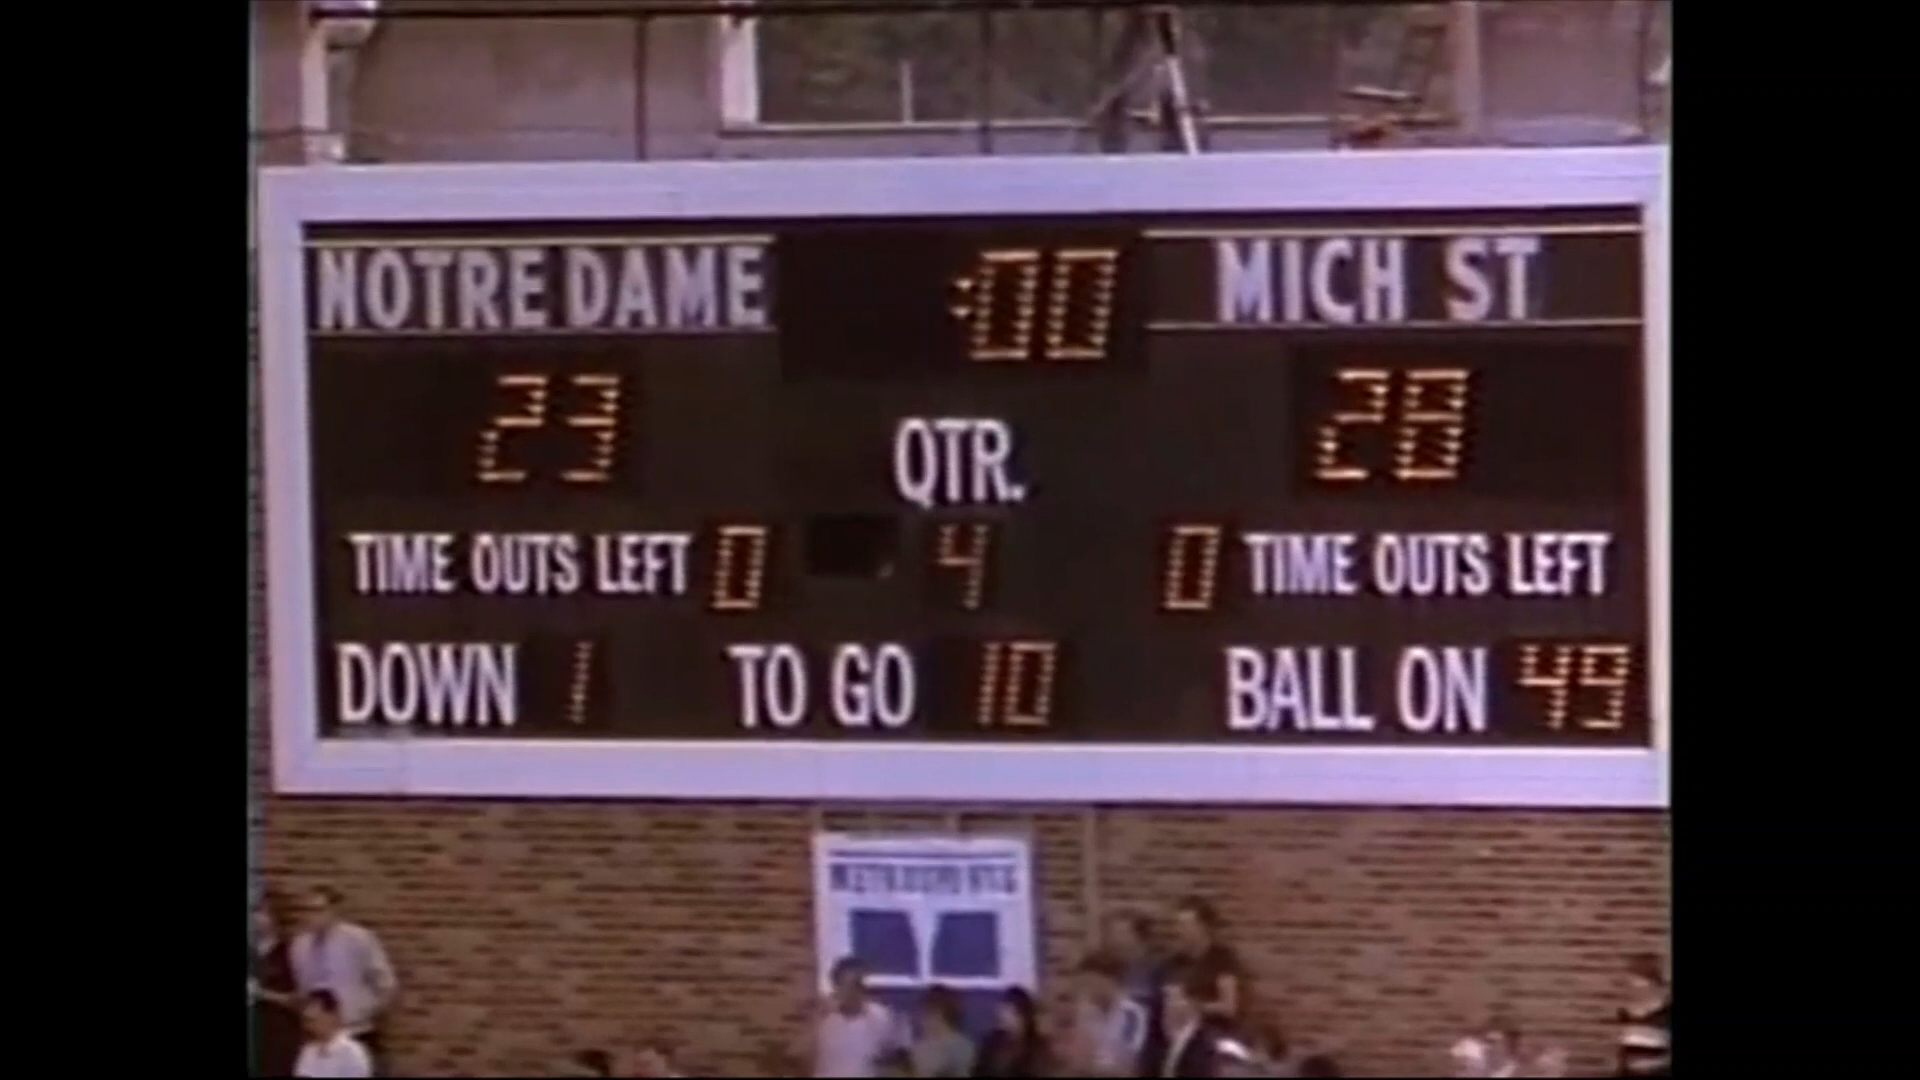 NOTRE DAME :00 MICH ST
23 28
QTR.
TIME OUTS LEFT 0 4 0 TIME OUTS LEFT
DOWN 1 TO GO 10 BALL ON 49
REFRESHMENTS